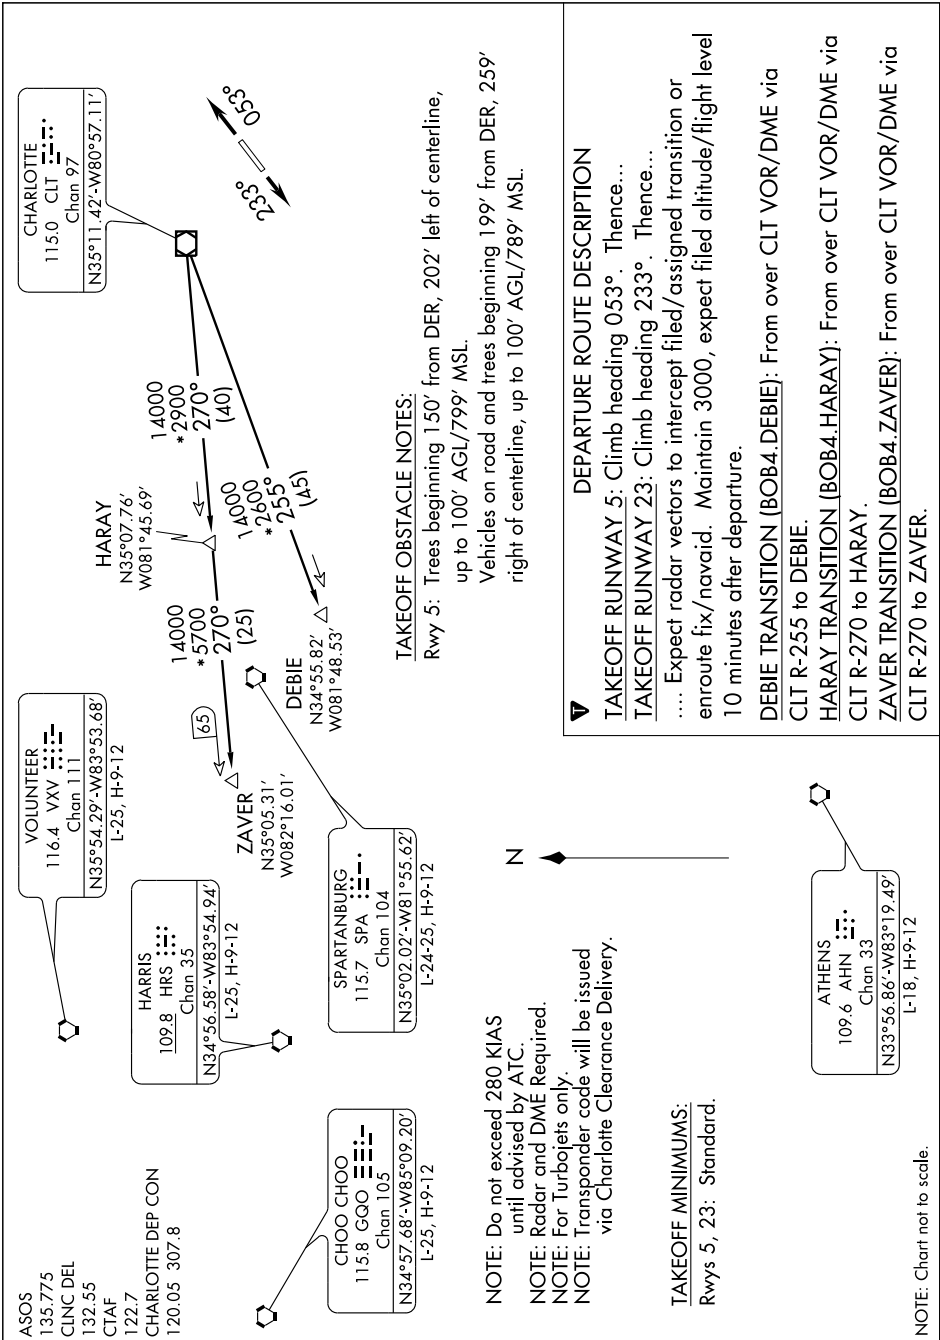 ASOS
135.775
CLNC DEL
132.55
CTAF
122.7
CHARLOTTE DEP CON
120.05 307.8
VOLUNTEER
116.4 VXV
Chan 111
N35°54.29'-W83°53.68'
L-25, H-9-12
HARRIS
109.8 HRS
Chan 35
N34°56.58'-W83°54.94'
L-25, H-9-12
CHOO CHOO
115.8 GQO
Chan 105
N34°57.68'-W85°09.20'
L-25, H-9-12
SPARTANBURG
115.7 SPA
Chan 104
N35°02.02'-W81°55.62'
L-24-25, H-9-12
ATHENS
109.6 AHN
Chan 33
N33°56.86'-W83°19.49'
L-18, H-9-12
CHARLOTTE
115.0 CLT
Chan 97
N35°11.42'-W80°57.11'
053°
233°
14000
*2900
270°
(40)
HARAY
N35°07.76'
W081°45.69'
14000
*2600
255°
(45)
14000
*5700
270°
(25)
DEBIE
N34°55.82'
W081°48.53'
65
ZAVER
N35°05.31'
W082°16.01'
N
TAKEOFF OBSTACLE NOTES:
Rwy 5: Trees beginning 150' from DER, 202' left of centerline,
up to 100' AGL/799' MSL.
Vehicles on road and trees beginning 199' from DER, 259'
right of centerline, up to 100' AGL/789' MSL.
NOTE: Do not exceed 280 KIAS
until advised by ATC.
NOTE: Radar and DME Required.
NOTE: For Turbojets only.
NOTE: Transponder code will be issued
via Charlotte Clearance Delivery.
TAKEOFF MINIMUMS:
Rwys 5, 23: Standard.
T
DEPARTURE ROUTE DESCRIPTION
TAKEOFF RUNWAY 5: Climb heading 053°. Thence...
TAKEOFF RUNWAY 23: Climb heading 233°. Thence...
.... Expect radar vectors to intercept filed/assigned transition or
enroute fix/navaid. Maintain 3000, expect filed altitude/flight level
10 minutes after departure.
DEBIE TRANSITION (BOB4.DEBIE): From over CLT VOR/DME via
CLT R-255 to DEBIE.
HARAY TRANSITION (BOB4.HARAY): From over CLT VOR/DME via
CLT R-270 to HARAY.
ZAVER TRANSITION (BOB4.ZAVER): From over CLT VOR/DME via
CLT R-270 to ZAVER.
NOTE: Chart not to scale.